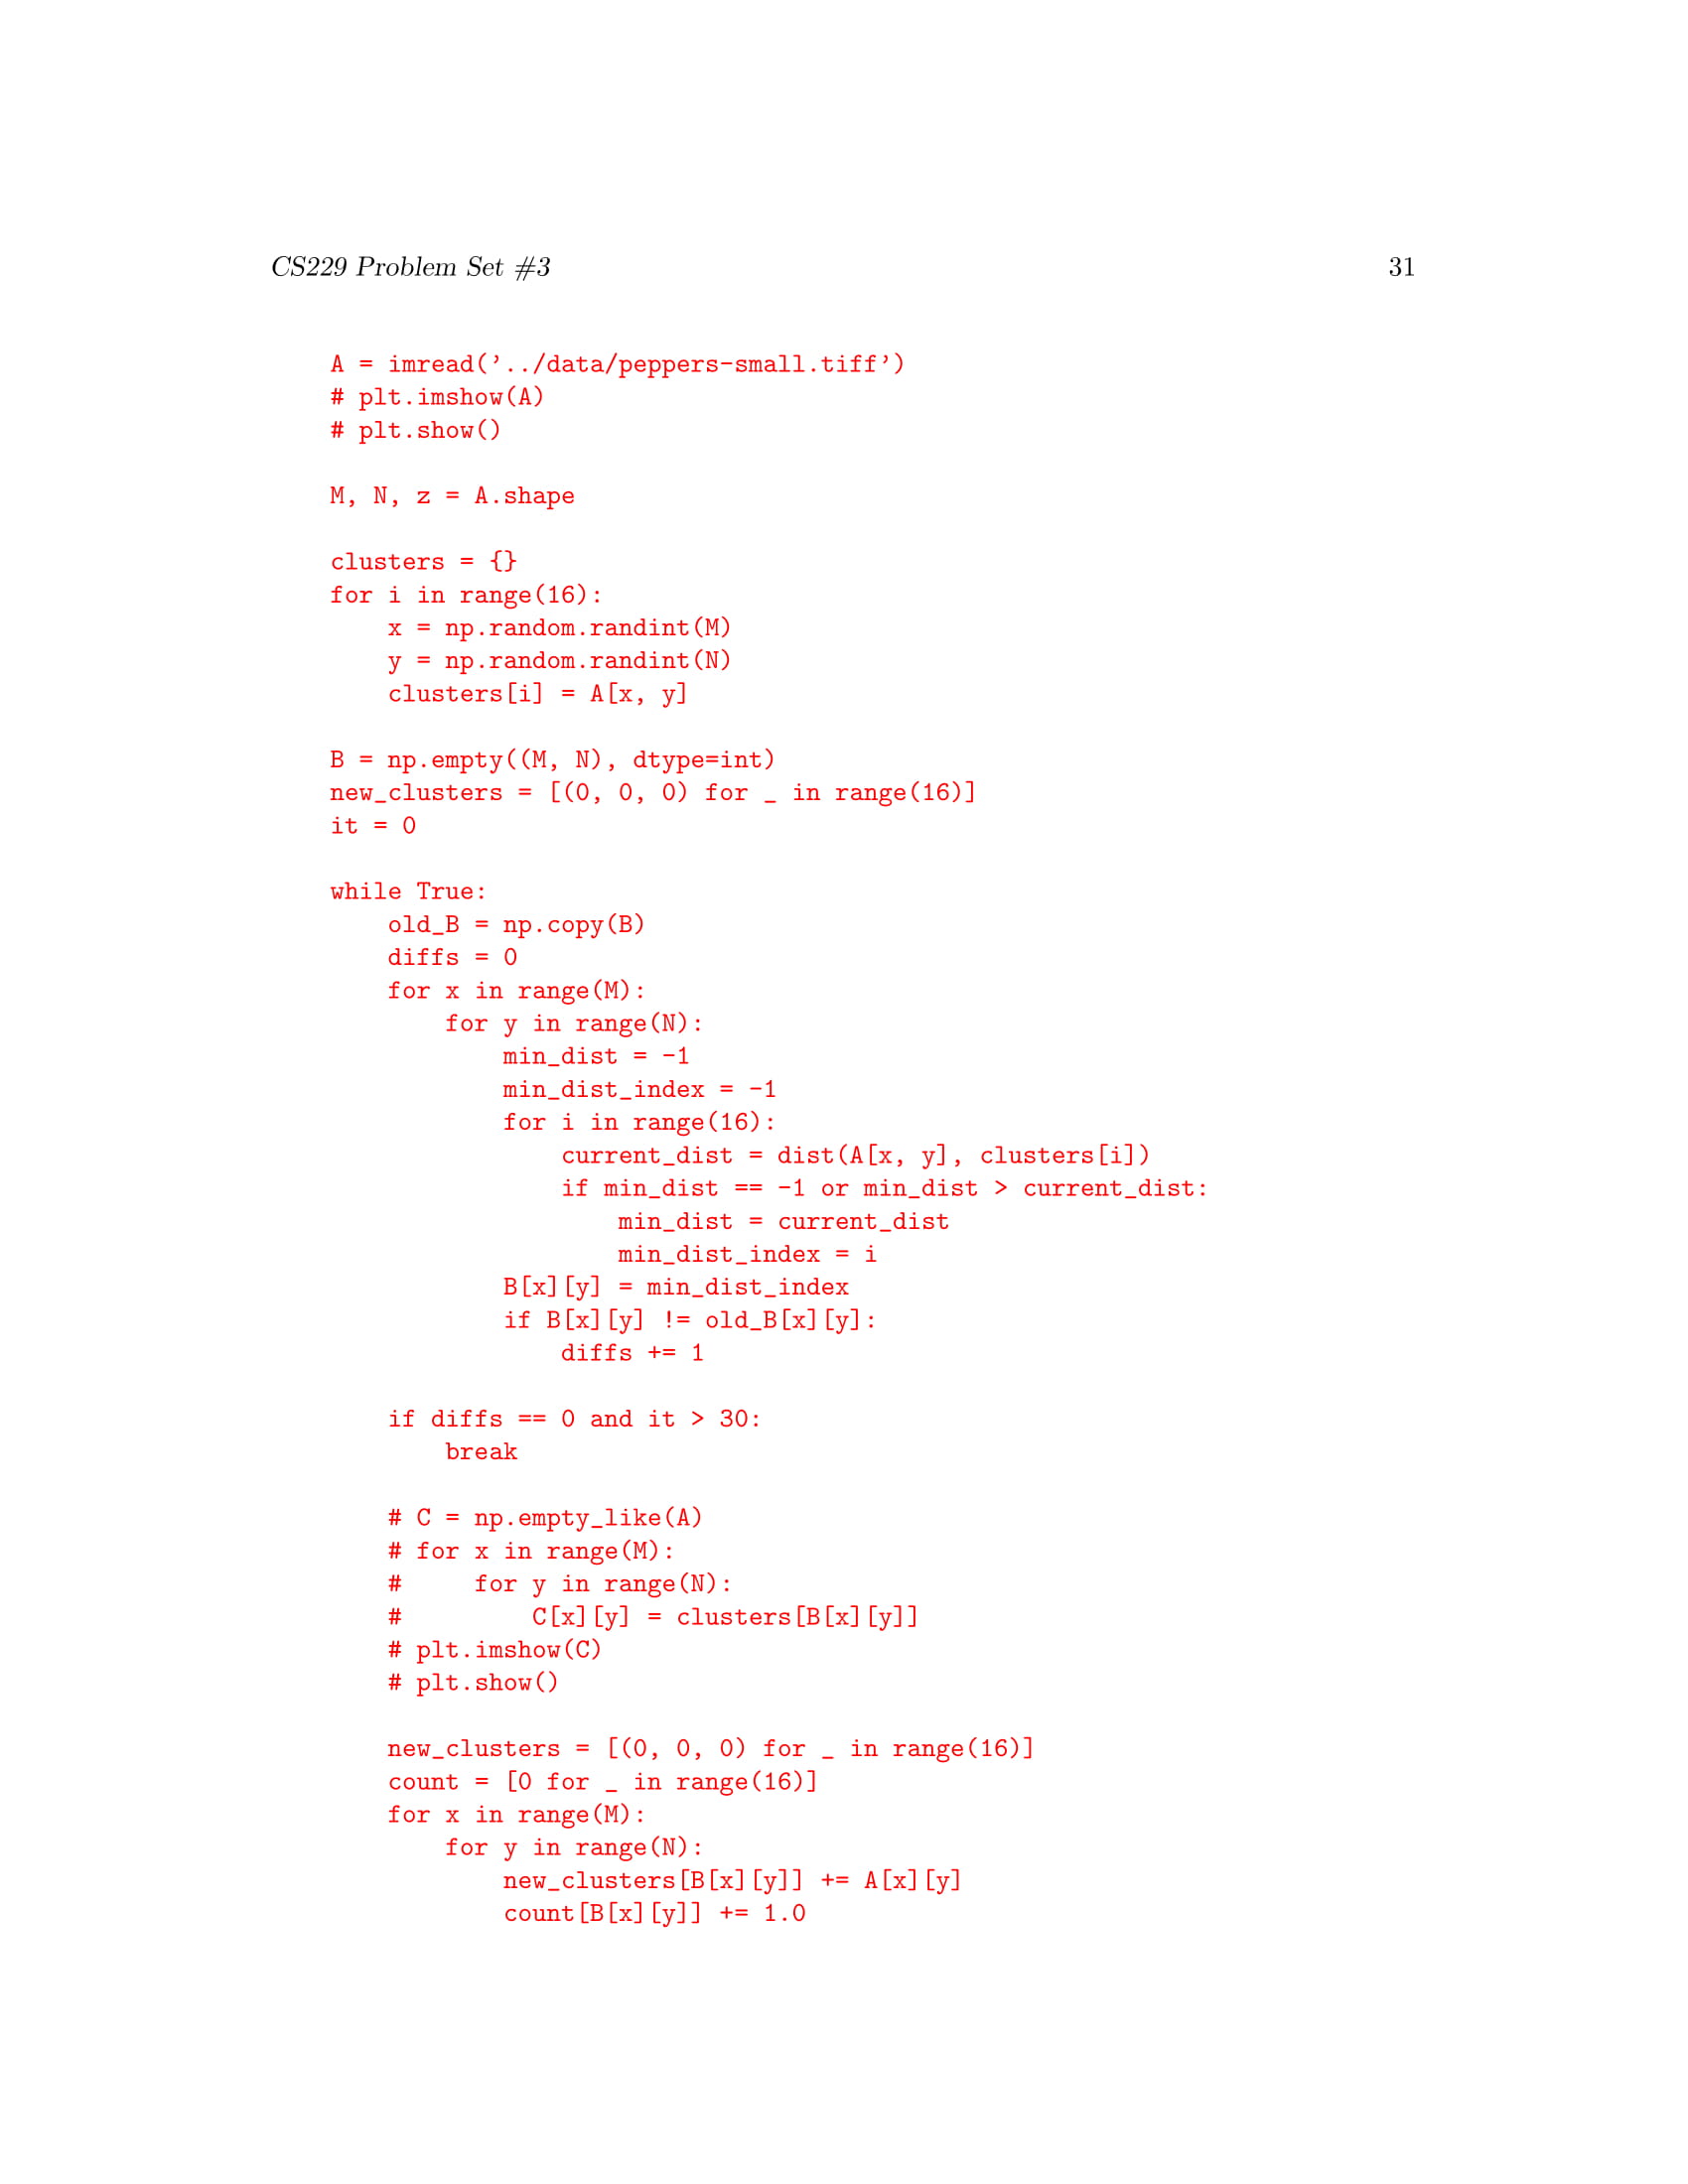 CS229 Problem Set #3 31
A = imread('../data/peppers-small.tiff')
# plt.imshow(A)
# plt.show()
M, N, z = A.shape
clusters = {}
for i in range(16):
    x = np.random.randint(M)
    y = np.random.randint(N)
    clusters[i] = A[x, y]
B = np.empty((M, N), dtype=int)
new_clusters = [(0, 0, 0) for _ in range(16)]
it = 0
while True:
    old_B = np.copy(B)
    diffs = 0
    for x in range(M):
        for y in range(N):
            min_dist = -1
            min_dist_index = -1
            for i in range(16):
                current_dist = dist(A[x, y], clusters[i])
                if min_dist == -1 or min_dist > current_dist:
                    min_dist = current_dist
                    min_dist_index = i
            B[x][y] = min_dist_index
            if B[x][y] != old_B[x][y]:
                diffs += 1
    if diffs == 0 and it > 30:
        break
    # C = np.empty_like(A)
    # for x in range(M):
    #     for y in range(N):
    #         C[x][y] = clusters[B[x][y]]
    # plt.imshow(C)
    # plt.show()
    new_clusters = [(0, 0, 0) for _ in range(16)]
    count = [0 for _ in range(16)]
    for x in range(M):
        for y in range(N):
            new_clusters[B[x][y]] += A[x][y]
            count[B[x][y]] += 1.0